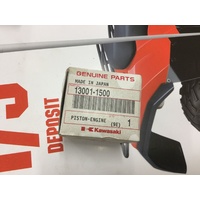 GENUINE PARTS
MADE IN JAPAN
13001-1500
PISTON-ENGINE
Kawasaki 1
DEPOSIT